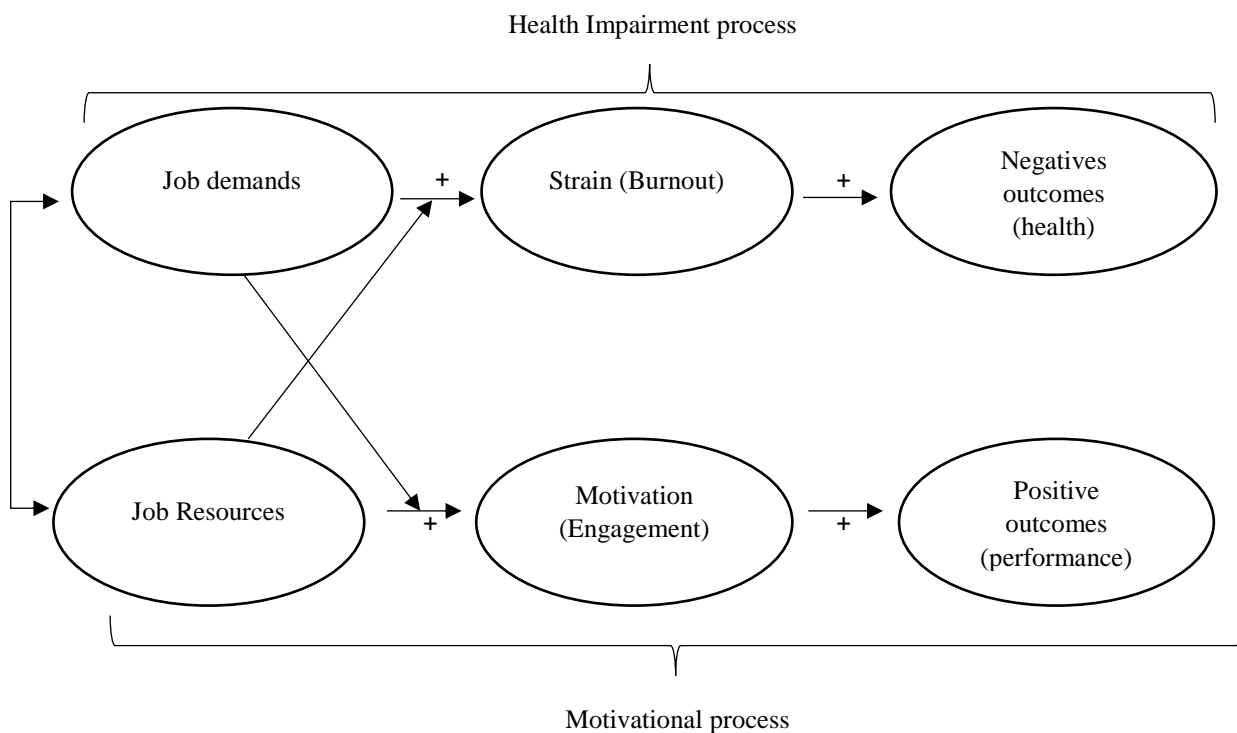 Health Impairment process
Job demands
+
Strain (Burnout)
+
Negatives
outcomes
(health)
Job Resources
+
Motivation
(Engagement)
+
Positive
outcomes
(performance)
Motivational process